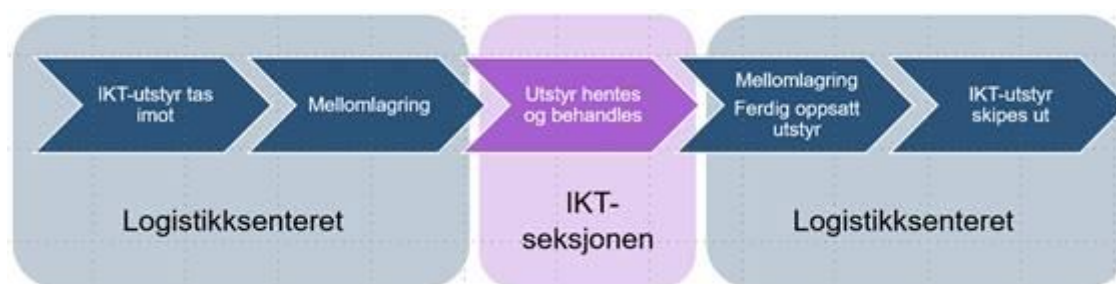 IKT-utstyr tas
imot
Mellomlagring
Utstyr hentes
og behandles
Mellomlagring
Ferdig oppsatt
utstyr
IKT-utstyr
skipes ut
Logistikksenteret
IKT-
seksjonen
Logistikksenteret